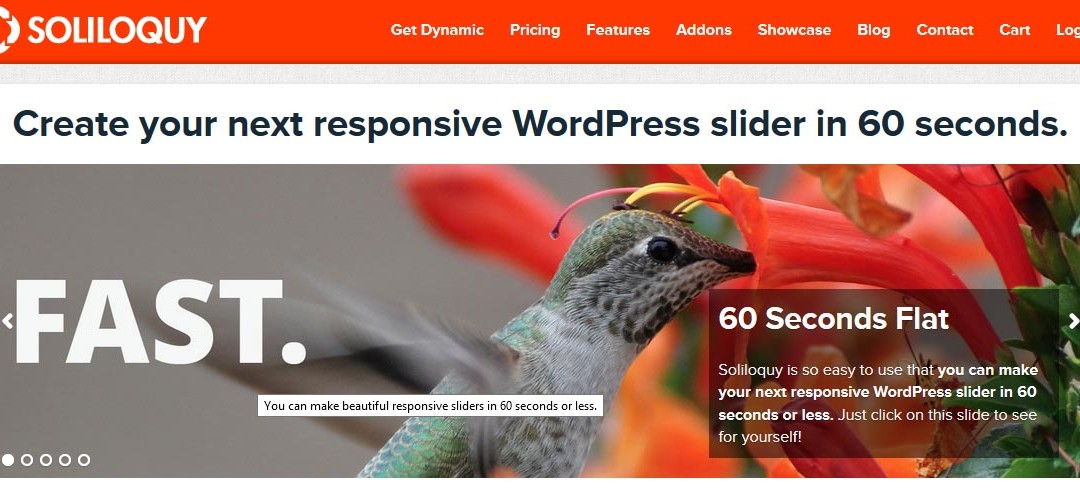 SOLILOQUY
Get Dynamic Pricing Features Addons Showcase Blog Contact Cart Log
Create your next responsive WordPress slider in 60 seconds.
FAST.
60 Seconds Flat
Soliloquy is so easy to use that you can make
your next responsive WordPress slider in 60
seconds or less. Just click on this slide to see
for yourself!
You can make beautiful responsive sliders in 60 seconds or less.